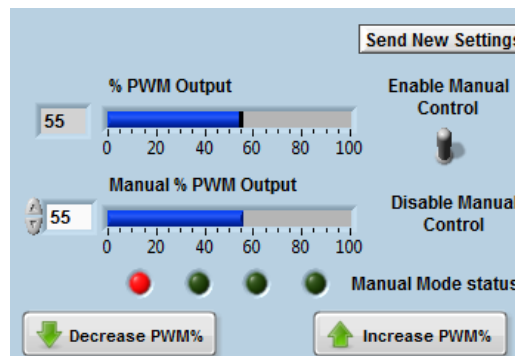 Send New Settings
% PWM Output
Enable Manual
Control
55
0 20 40 60 80 100
Manual % PWM Output
55
Disable Manual
Control
0 20 40 60 80 100
Manual Mode status
Decrease PWM%
Increase PWM%